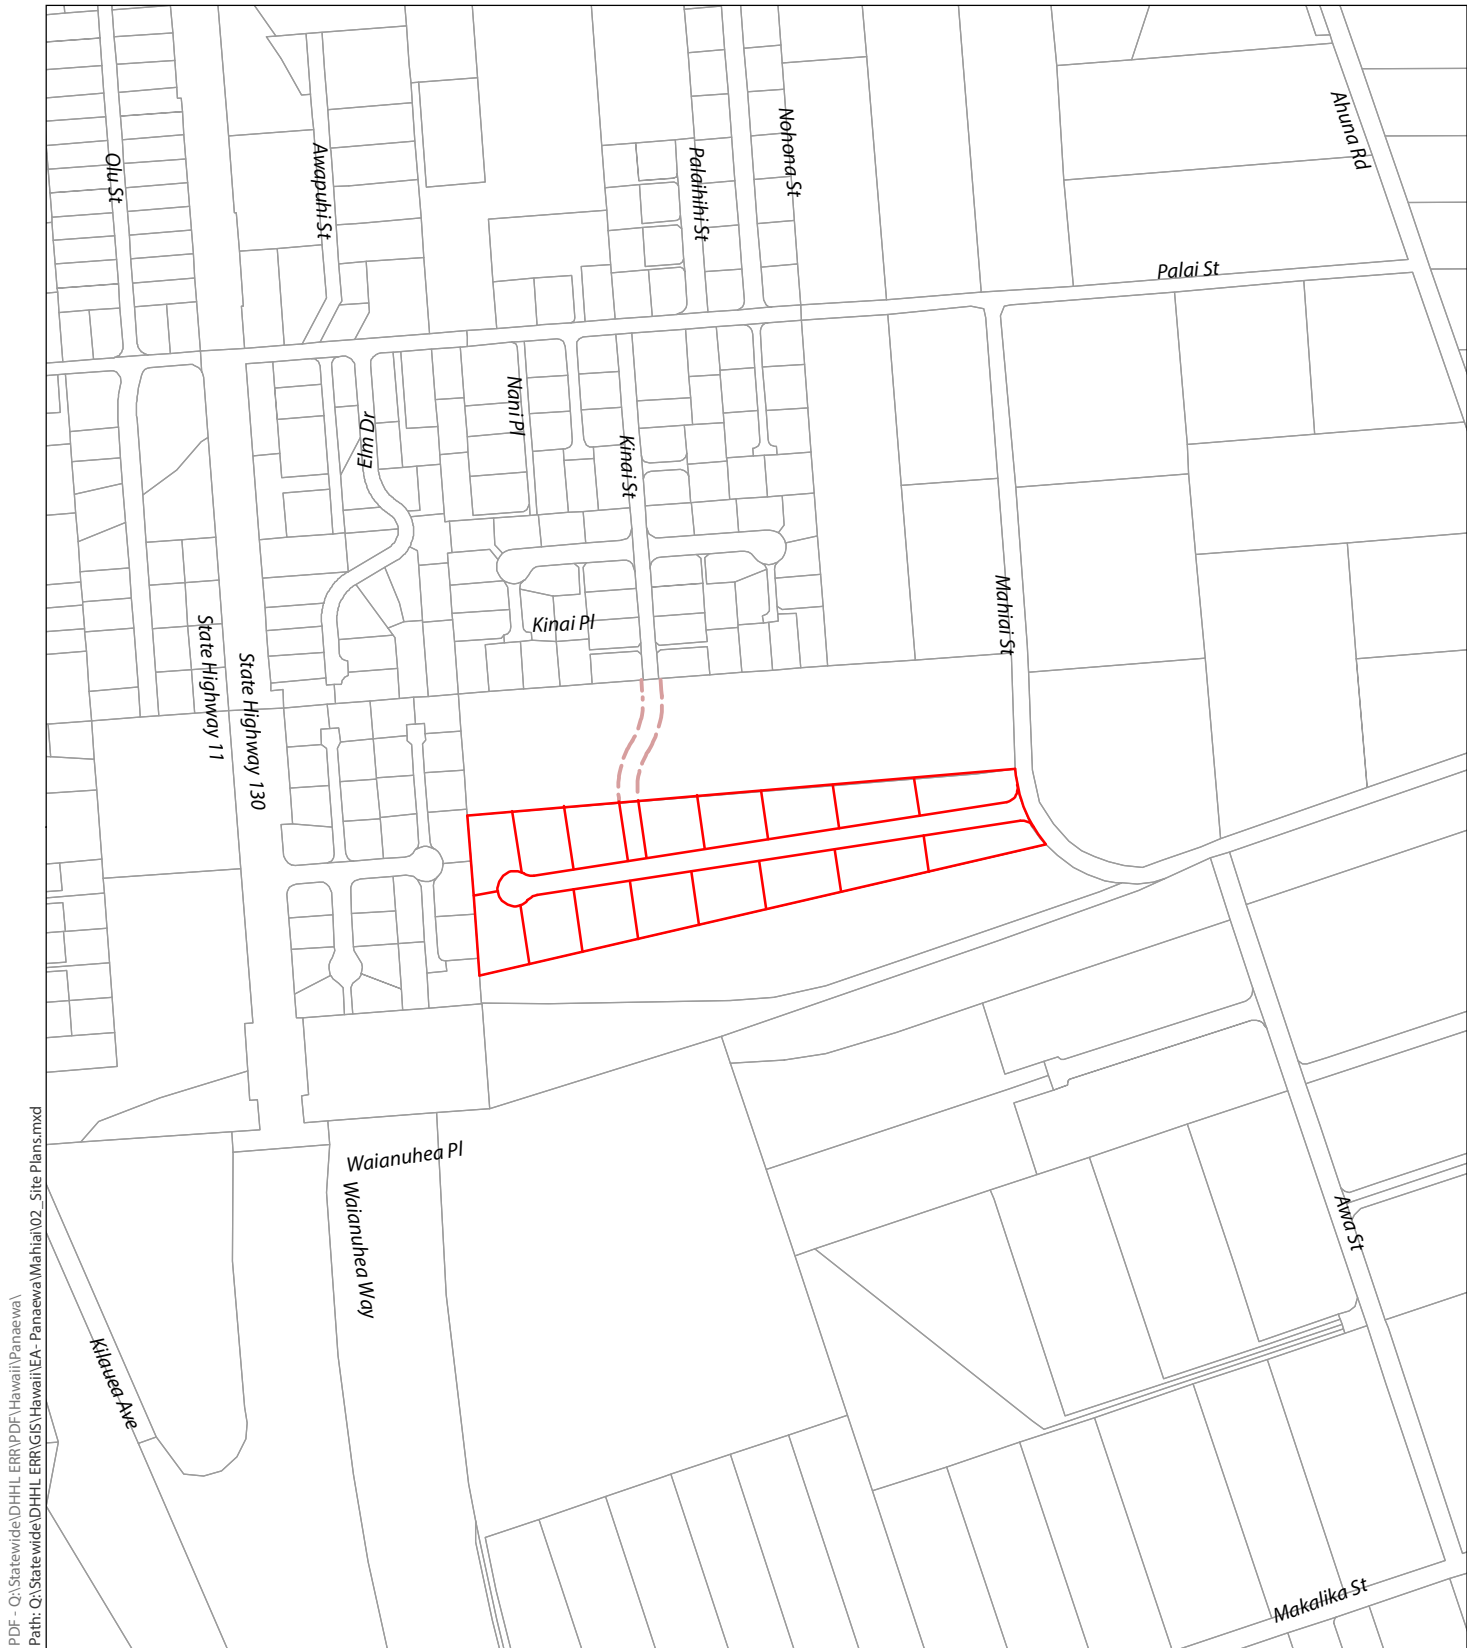 Ahuna Rd
Nohona St
Olu St
Awapuhi St
Palaihihi St
Palai St
Nani Pl
Elm Dr
Kinai St
Mahiai St
Kinai Pl
State Highway 11
State Highway 130
Waianuhea Pl
Waianuhea Way
Awa St
Kilauea Ave
Makalika St
PDF - Q:\Statewide\DHHL ERR\PDF\Hawaii\Panaewa\
Path: Q:\Statewide\DHHL ERR\GIS\Hawaii\EA- Panaewa\Mahiai\02_Site Plans.mxd